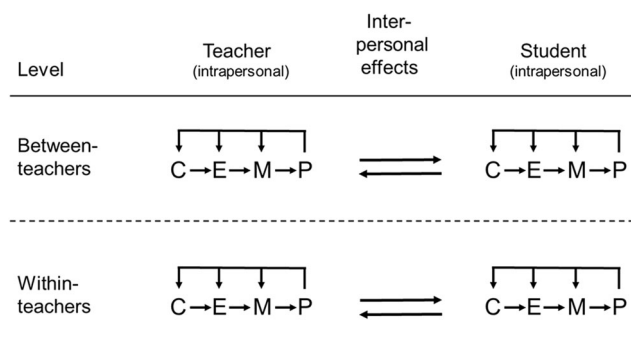 Level
Teacher
(intrapersonal)
Inter-
personal
effects
Student
(intrapersonal)
Between-
teachers
C→E→M→P
C→E→M→P
Within-
teachers
C→E→M→P
C→E→M→P